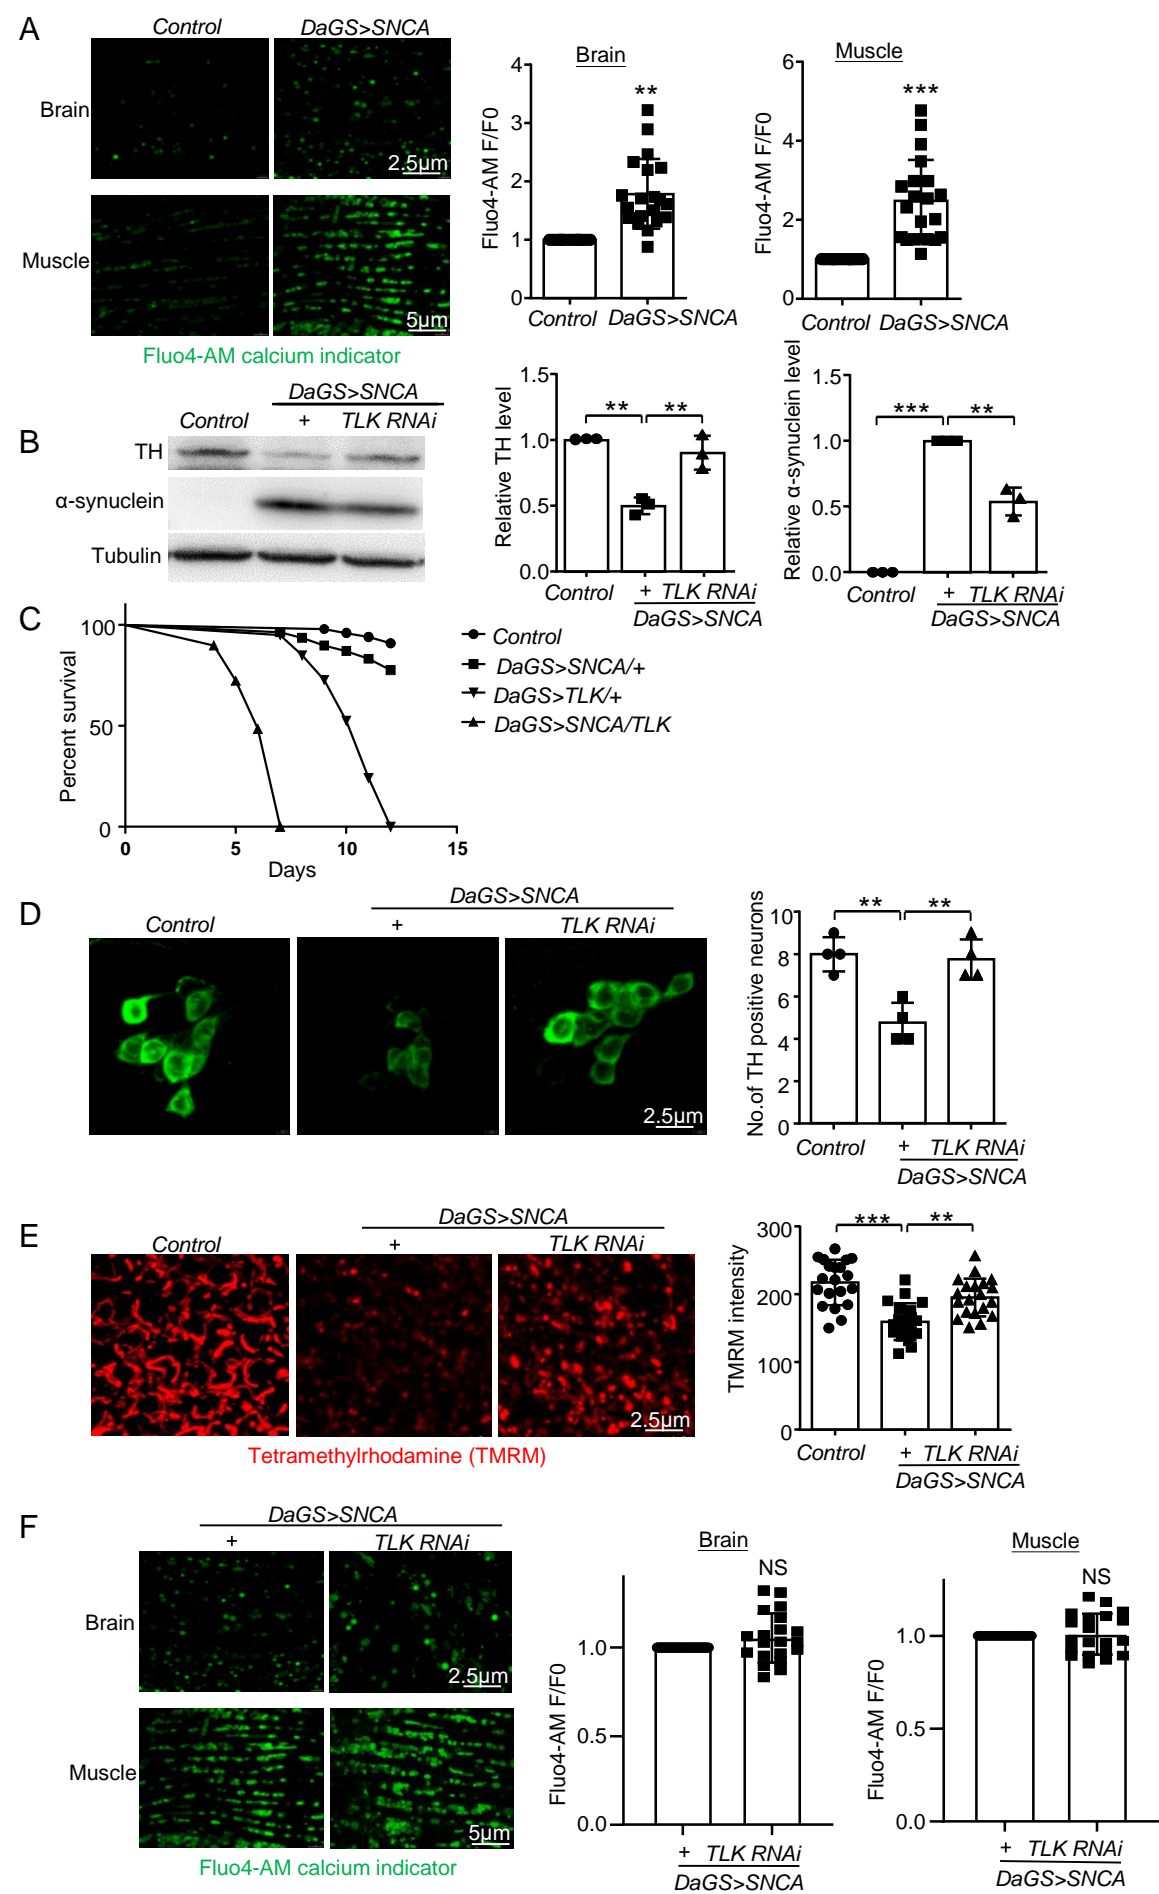 A
Control
DaGS>SNCA
Brain
2.5µm
Muscle
5µm
Fluo4-AM calcium indicator
Brain
Fluo4-AM F/F0
4
3
2
1
0
**
Control
DaGS>SNCA
Muscle
Fluo4-AM F/F0
6
4
2
0
***
Control
DaGS>SNCA
B
DaGS>SNCA
Control
+
TLK RNAi
TH
α-synuclein
Tubulin
Relative TH level
1.5
1.0
0.5
0.0
**
**
Control
+
TLK RNAi
DaGS>SNCA
Relative α-synuclein level
1.5
1.0
0.5
0.0
***
**
Control
+
TLK RNAi
DaGS>SNCA
C
Percent survival
100
50
0
0
5
10
15
Days
Control
DaGS>SNCA/+
DaGS>TLK/+
DaGS>SNCA/TLK
D
DaGS>SNCA
Control
+
TLK RNAi
2.5µm
No.of TH positive neurons
10
8
6
4
2
0
**
**
Control
+
TLK RNAi
DaGS>SNCA
E
DaGS>SNCA
Control
+
TLK RNAi
2.5µm
Tetramethylrhodamine (TMRM)
TMRM intensity
300
200
100
0
***
**
Control
+
TLK RNAi
DaGS>SNCA
F
DaGS>SNCA
+
TLK RNAi
Brain
2.5µm
Muscle
5µm
Fluo4-AM calcium indicator
Brain
NS
Fluo4-AM F/F0
1.0
0.5
0.0
+
TLK RNAi
DaGS>SNCA
Muscle
NS
Fluo4-AM F/F0
1.0
0.5
0.0
+
TLK RNAi
DaGS>SNCA